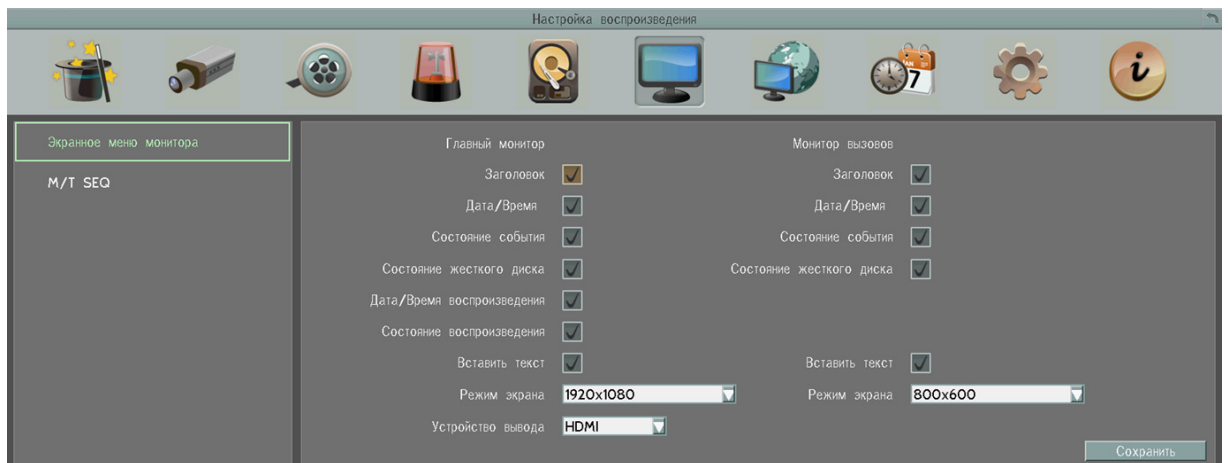 Настройка воспроизведения
7
i
Экранное меню монитора
M/T SEQ
Главный монитор Монитор вызовов
Заголовок Заголовок
Дата/Время Дата/Время
Состояние события Состояние события
Состояние жесткого диска Состояние жесткого диска
Дата/Время воспроизведения
Состояние воспроизведения
Вставить текст Вставить текст
Режим экрана 1920x1080 Режим экрана 800x600
Устройство вывода HDMI
Сохранить